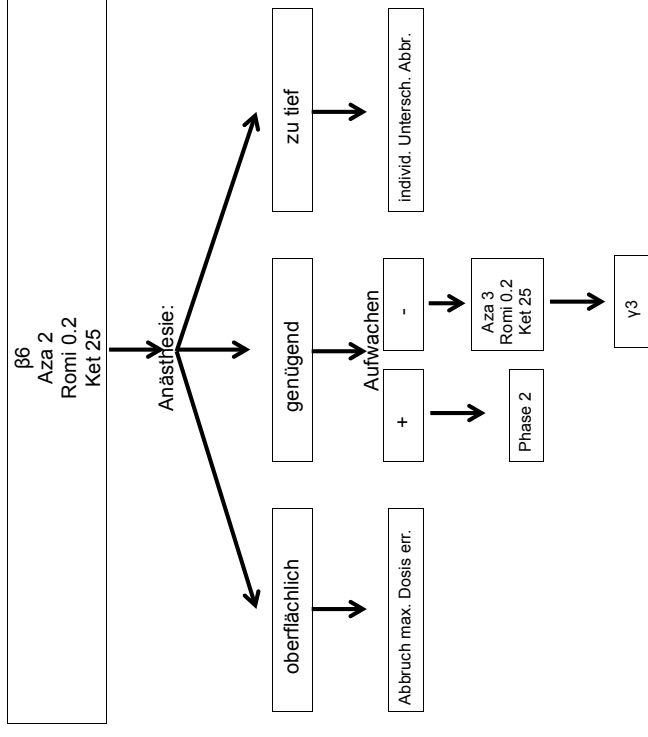 β6
Aza 2
Romi 0.2
Ket 25
Anästhesie:
oberflächlich
genügend
zu tief
Abbruch max. Dosis err.
Aufwachen
individ. Untersch. Abbr.
+
-
Phase 2
Aza 3
Romi 0.2
Ket 25
γ3